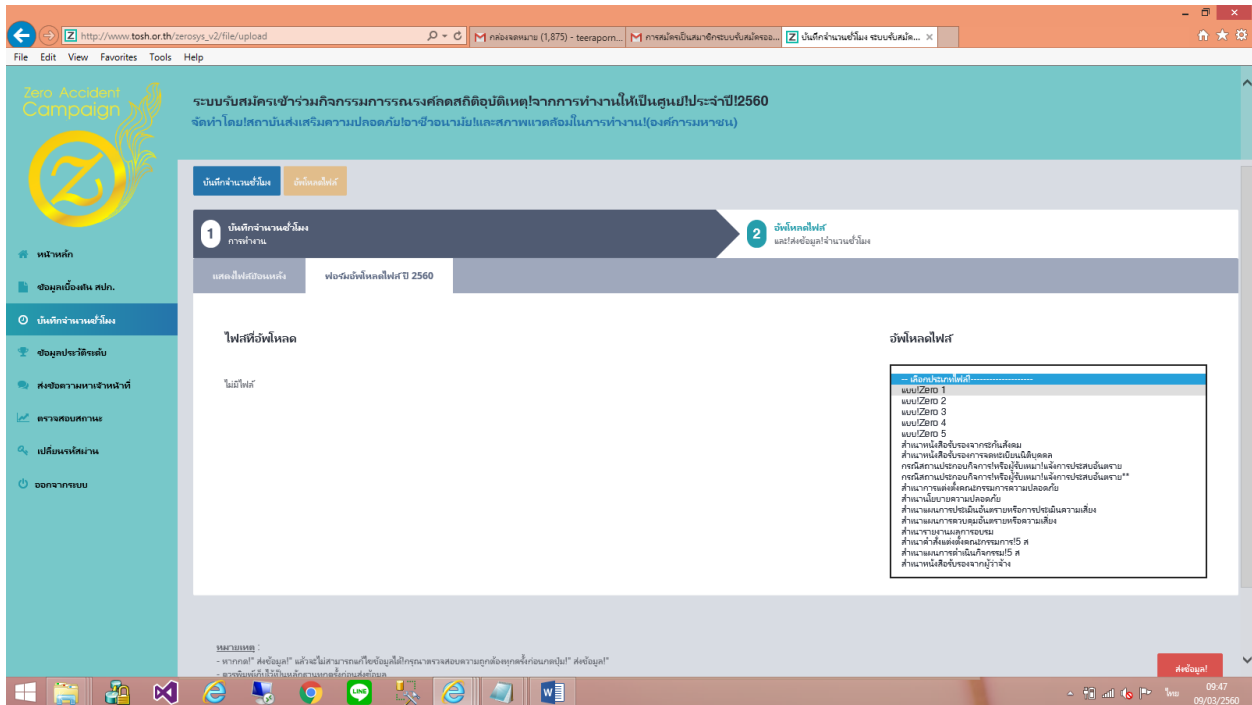 http://www.tosh.or.th/zerosys_v2/file/upload
กล่องจดหมาย (1,875) - teeraporn...
การสมัครเป็นสมาชิกระบบรับสมัครออ...
บันทึกจำนวนชั่วโมง ระบบรับสมัค...
File Edit View Favorites Tools Help
Zero Accident
Campaign
ระบบรับสมัครเข้าร่วมกิจกรรมการรณรงค์ลดสถิติอุบัติเหตุ!จากการทำงานให้เป็นศูนย์!ประจำปี!2560
จัดทำโดย!สถาบันส่งเสริมความปลอดภัย!อาชีวอนามัย!และสภาพแวดล้อมในการทำงาน!(องค์การมหาชน)
บันทึกจำนวนชั่วโมง
อัพโหลดไฟล์
1
บันทึกจำนวนชั่วโมง
การทำงาน
2
อัพโหลดไฟล์
และ!ส่งข้อมูล!จำนวนชั่วโมง
หน้าหลัก
ข้อมูลเบื้องต้น สปก.
บันทึกจำนวนชั่วโมง
ข้อมูลประวัติระดับ
ส่งข้อความหาเจ้าหน้าที่
ตรวจสอบสถานะ
เปลี่ยนรหัสผ่าน
ออกจากระบบ
แสดงไฟล์ย้อนหลัง
ฟอร์มอัพโหลดไฟล์ ปี 2560
ไฟล์ที่อัพโหลด
ไม่มีไฟล์
อัพโหลดไฟล์
-- เลือกประเภทไฟล์!---------------------
แบบ!Zero 1
แบบ!Zero 2
แบบ!Zero 3
แบบ!Zero 4
แบบ!Zero 5
สำเนาหนังสือรับรองจากประกันสังคม
สำเนาหนังสือรับรองการจดทะเบียนนิติบุคคล
กรณีสถานประกอบกิจการ!หรือผู้รับเหมา!แจ้งการประสบอันตราย
กรณีสถานประกอบกิจการ!หรือผู้รับเหมา!แจ้งการประสบอันตราย**
สำเนาการแต่งตั้งคณะกรรมการความปลอดภัย
สำเนานโยบายความปลอดภัย
สำเนาแผนการประเมินอันตรายหรือการประเมินความเสี่ยง
สำเนาแผนการควบคุมอันตรายหรือความเสี่ยง
สำเนารายงานผลการอบรม
สำเนาคำสั่งแต่งตั้งคณะกรรมการ!5 ส
สำเนาแผนการดำเนินกิจกรรม!5 ส
สำเนาหนังสือรับรองจากผู้ว่าจ้าง
หมายเหตุ :
- หากกด!" ส่งข้อมูล!" แล้วจะไม่สามารถแก้ไขข้อมูลได้!กรุณาตรวจสอบความถูกต้องทุกครั้งก่อนกดปุ่ม!" ส่งข้อมูล!"
- ควรพิมพ์เก็บไว้เป็นหลักฐานทุกครั้งก่อนส่งข้อมูล
ส่งข้อมูล!
LINE
ไทย
09:47
09/03/2560